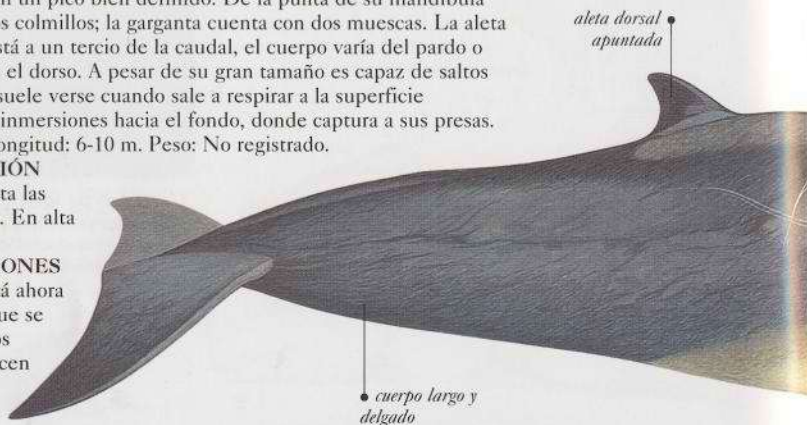 un pico bien definido. De la punta de su mandíbula
os colmillos; la garganta cuenta con dos muescas. La aleta
stá a un tercio de la caudal, el cuerpo varía del pardo o
el dorso. A pesar de su gran tamaño es capaz de saltos
suele verse cuando sale a respirar a la superficie
inmersiones hacia el fondo, donde captura a sus presas.
ongitud: 6-10 m. Peso: No registrado.
IÓN
ta las
. En alta
ONES
á ahora
ue se
os
cen
aleta dorsal
apuntada
cuerpo largo y
delgado